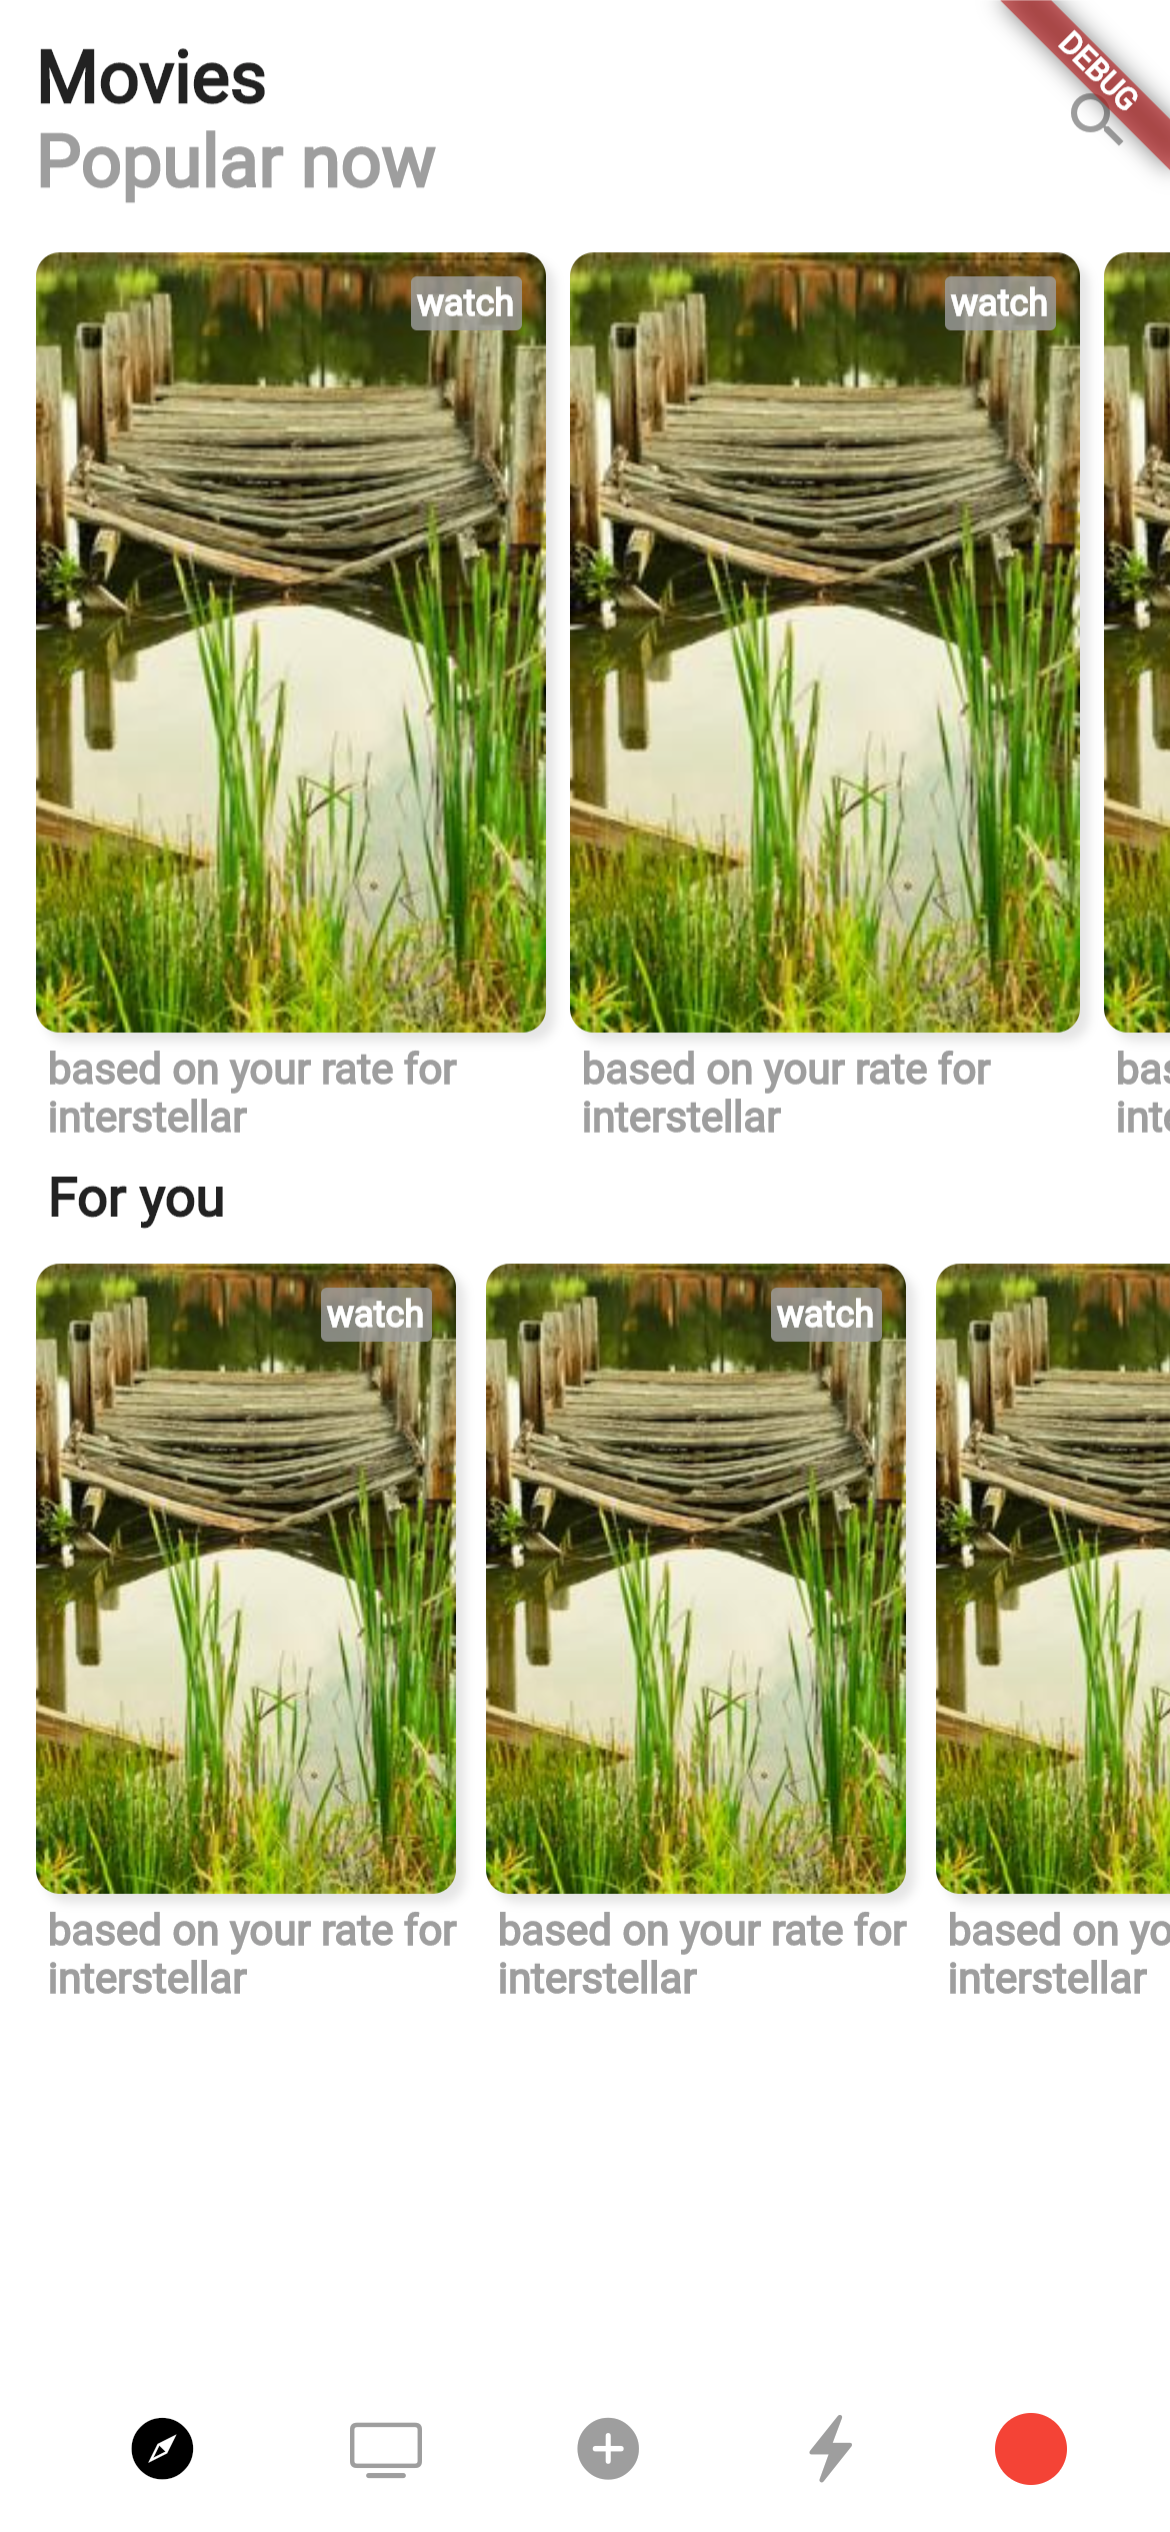 Movies
Popular now
DEBUG
watch
watch
based on your rate for
interstellar
based on your rate for
interstellar
bas
inte
For you
watch
watch
based on your rate for
interstellar
based on your rate for
interstellar
based on yo
interstellar